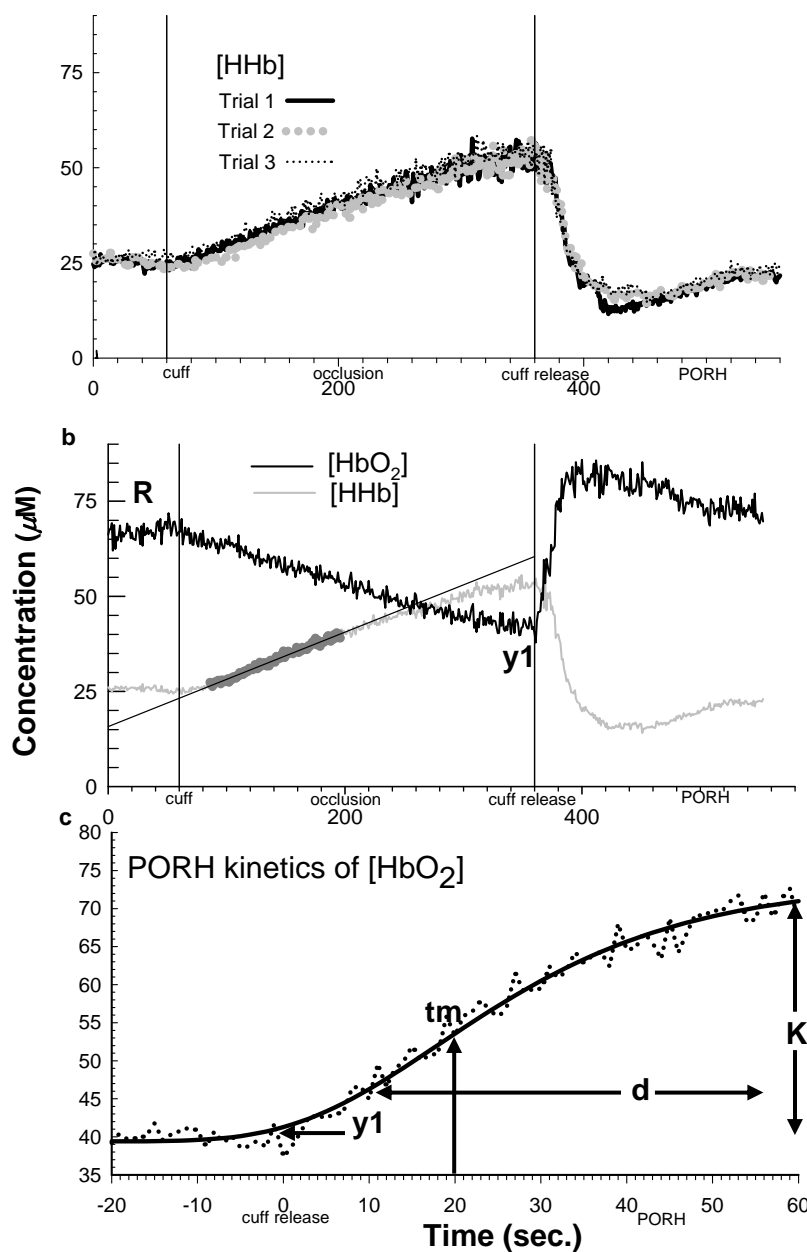 75
[HHb]
Trial 1
Trial 2
50
Trial 3
25
0
cuff occlusion cuff release PORH
0 200 400
b
[HbO2]
75 R
[HHb]
Concentration (μM)
50
y1
25
0
cuff occlusion cuff release PORH
0 200 400
c
80
PORH kinetics of [HbO2]
75
70
65
60
tm
55
K
50
45 d
y1
40
35
-20 -10 0 10 20 30 40 50 60
cuff release PORH
Time (sec.)